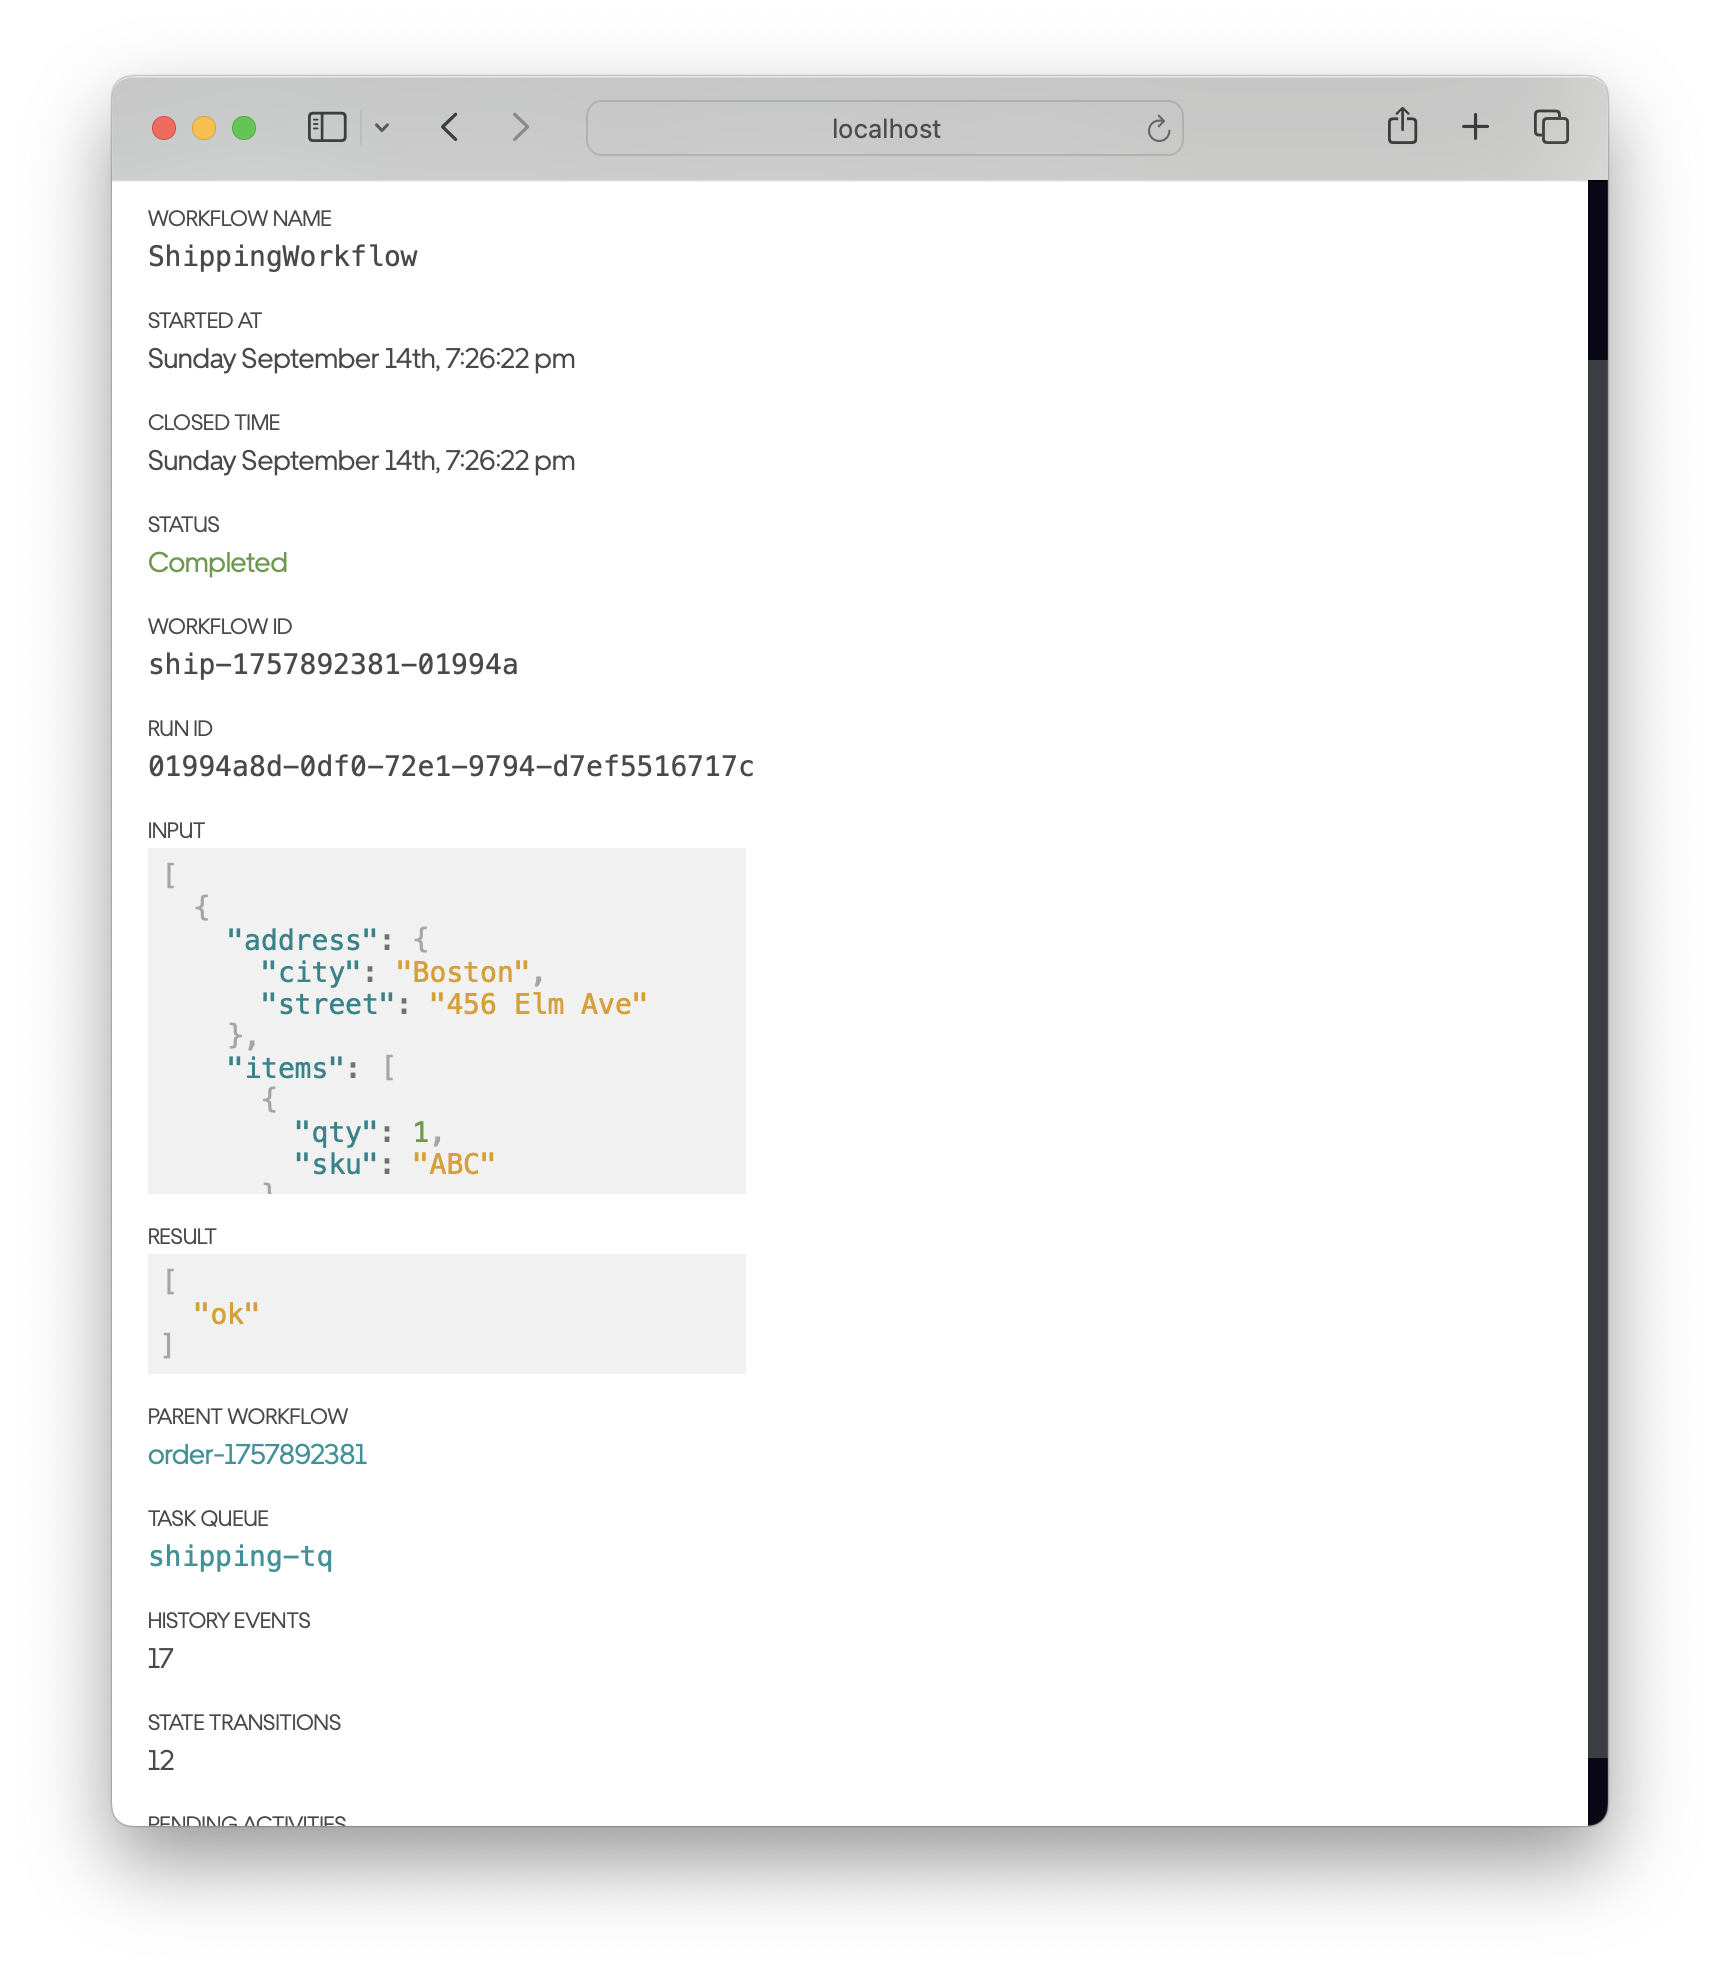 localhost
WORKFLOW NAME
ShippingWorkflow
STARTED AT
Sunday September 14th, 7:26:22 pm
CLOSED TIME
Sunday September 14th, 7:26:22 pm
STATUS
Completed
WORKFLOW ID
ship-1757892381-01994a
RUN ID
01994a8d-0df0-72e1-9794-d7ef5516717c
INPUT
[
  {
    "address": {
      "city": "Boston",
      "street": "456 Elm Ave"
    },
    "items": [
      {
        "qty": 1,
        "sku": "ABC"
      }
RESULT
[
  "ok"
]
PARENT WORKFLOW
order-1757892381
TASK QUEUE
shipping-tq
HISTORY EVENTS
17
STATE TRANSITIONS
12
PENDING ACTIVITIES